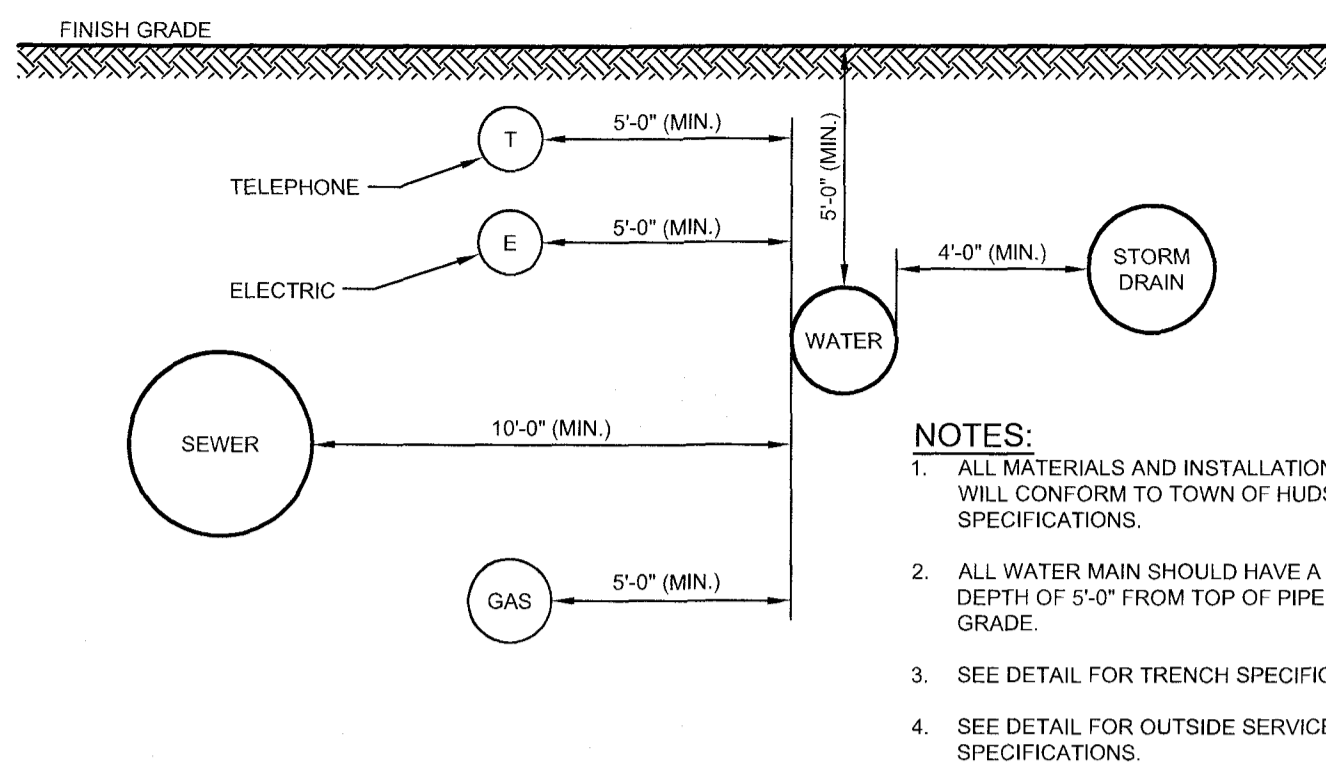 FINISH GRADE
5'-0" (MIN.)
T
TELEPHONE
5'-0" (MIN.)
E
ELECTRIC
5'-0" (MIN.)
4'-0" (MIN.)
STORM
DRAIN
WATER
SEWER
10'-0" (MIN.)
GAS
5'-0" (MIN.)
NOTES:
1. ALL MATERIALS AND INSTALLATION
WILL CONFORM TO TOWN OF HUDS
SPECIFICATIONS.
2. ALL WATER MAIN SHOULD HAVE A
DEPTH OF 5'-0" FROM TOP OF PIPE
GRADE.
3. SEE DETAIL FOR TRENCH SPECIFIC
4. SEE DETAIL FOR OUTSIDE SERVICE
SPECIFICATIONS.